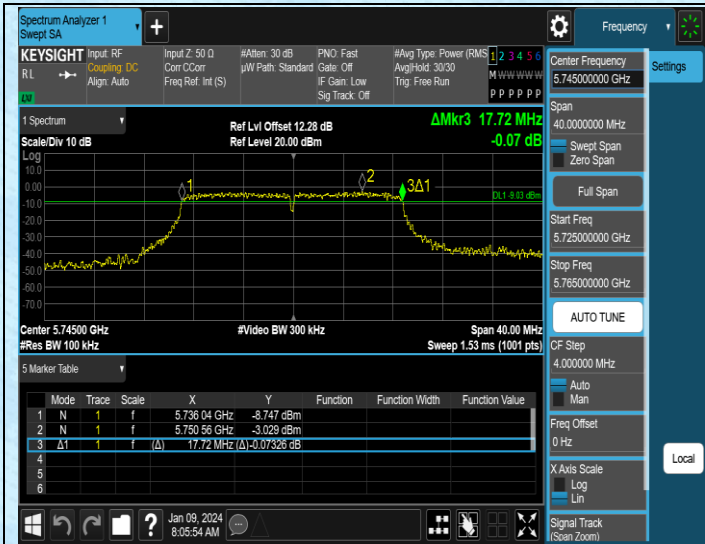 Spectrum Analyzer 1
Swept SA
+
Frequency
KEYSIGHT
RL
LXI
Input: RF
Coupling: DC
Align: Auto
Input Z: 50 Ω
Corr CCorr
Freq Ref: Int (S)
#Atten: 30 dB
µW Path: Standard
PNO: Fast
Gate: Off
IF Gain: Low
Sig Track: Off
#Avg Type: Power (RMS
Avg|Hold: 30/30
Trig: Free Run
1 2 3 4 5 6
M W W W W W
P P P P P P
1 Spectrum
Scale/Div 10 dB
Ref Lvl Offset 12.28 dB
Ref Level 20.00 dBm
ΔMkr3 17.72 MHz
-0.07 dB
Log
10.0
0.00
-10.0
-20.0
-30.0
-40.0
-50.0
-60.0
-70.0
1
2
3Δ1
DL1 -9.03 dBm
Center 5.74500 GHz
#Res BW 100 kHz
#Video BW 300 kHz
Span 40.00 MHz
Sweep 1.53 ms (1001 pts)
5 Marker Table
Mode Trace Scale X Y Function Function Width Function Value
1 N 1 f 5.736 04 GHz -8.747 dBm
2 N 1 f 5.750 56 GHz -3.029 dBm
3 Δ1 1 f (Δ) 17.72 MHz (Δ) -0.07326 dB
4
5
6
Jan 09, 2024
8:05:54 AM
?
Center Frequency
5.745000000 GHz
Span
40.0000000 MHz
Swept Span
Zero Span
Full Span
Start Freq
5.725000000 GHz
Stop Freq
5.765000000 GHz
AUTO TUNE
CF Step
4.000000 MHz
Auto
Man
Freq Offset
0 Hz
X Axis Scale
Log
Lin
Signal Track
(Span Zoom)
Settings
Local